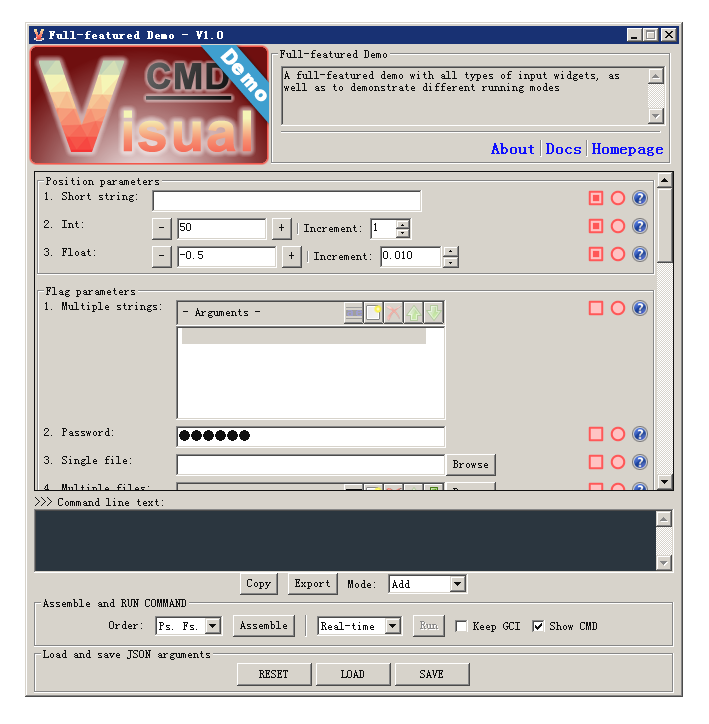 Full-featured Demo - V1.0
CMD
Visual
Demo
Full-featured Demo
A full-featured demo with all types of input widgets, as
well as to demonstrate different running modes
About Docs Homepage
Position parameters
1. Short string:
2. Int: - 50 + Increment: 1
3. Float: - -0.5 + Increment: 0.010
Flag parameters
1. Multiple strings: - Arguments -
2. Password: ●●●●●●
3. Single file: Browse
4. Multiple files:
>>> Command line text:
Copy Export Mode: Add
Assemble and RUN COMMAND
Order: Ps. Fs. Assemble Real-time Run Keep GCI Show CMD
Load and save JSON arguments
RESET LOAD SAVE